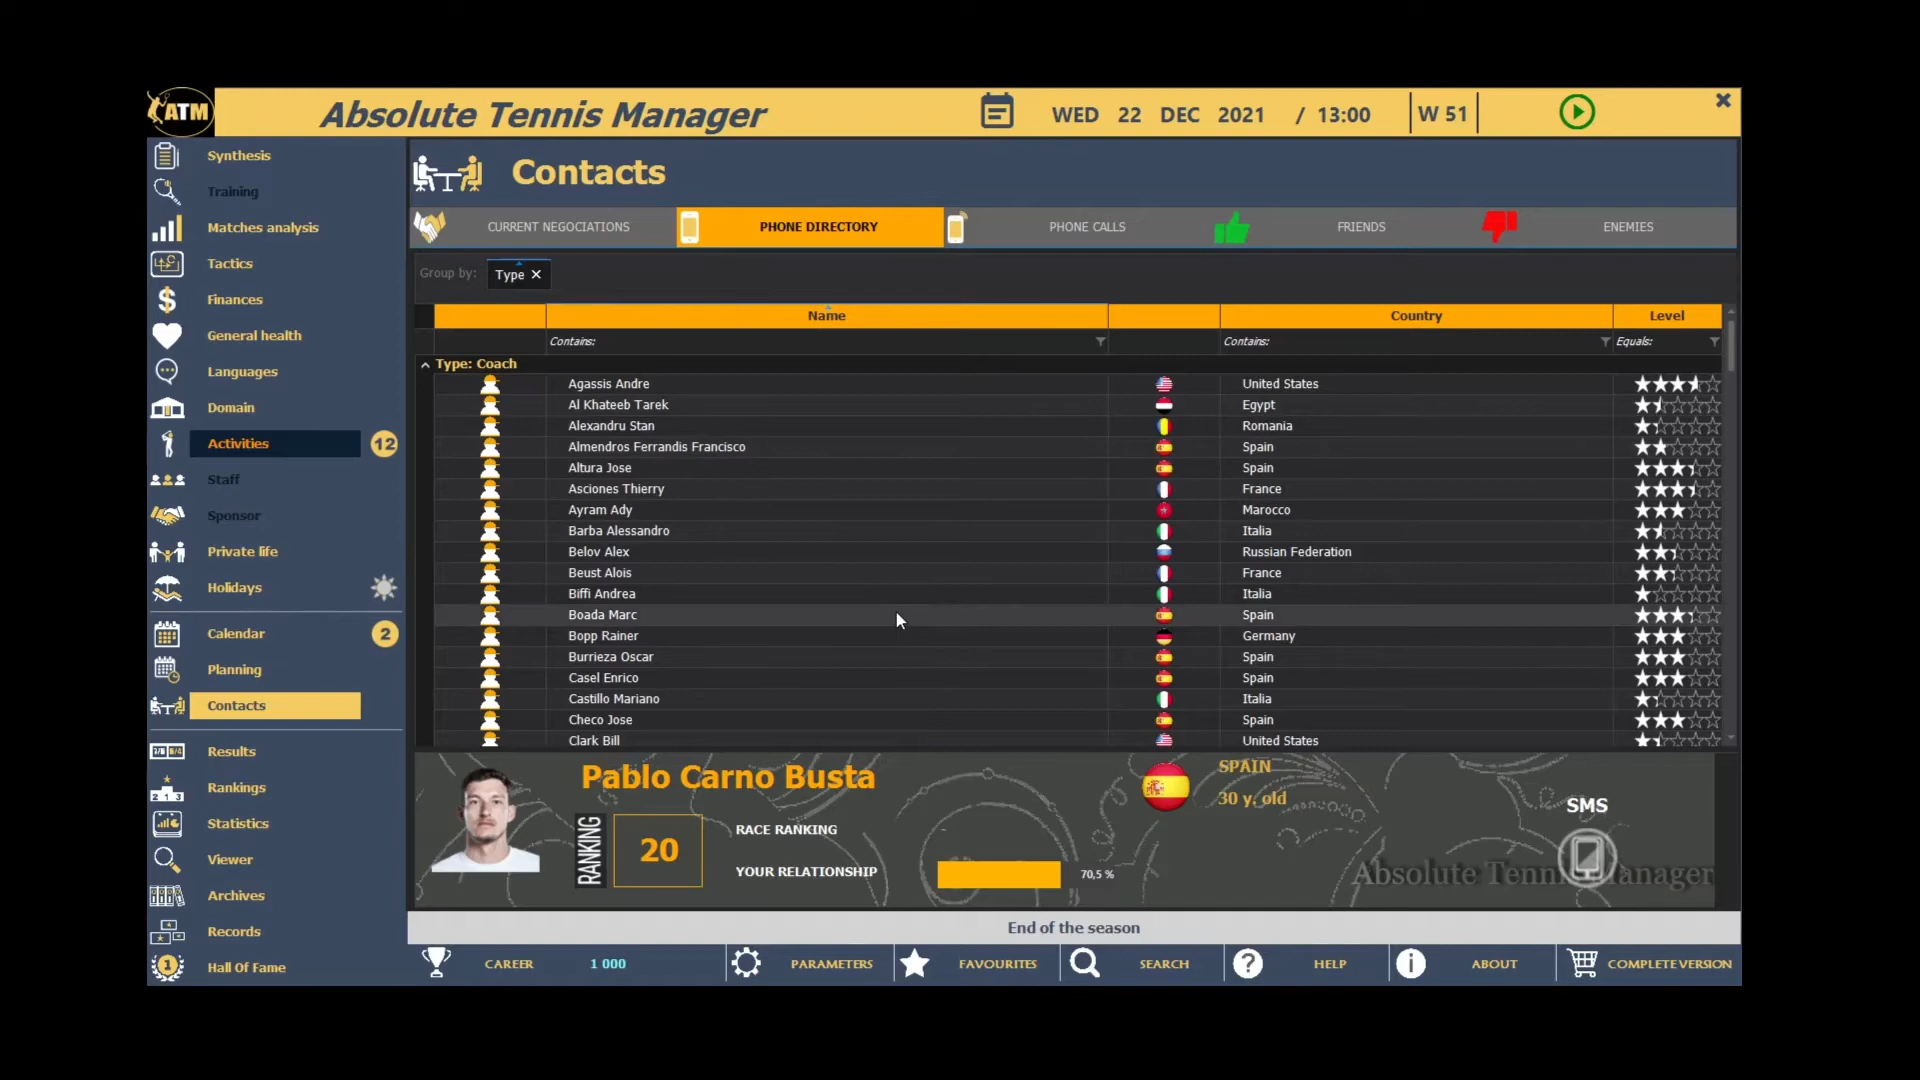 ATM
Absolute Tennis Manager
WED 22 DEC 2021 / 13:00
W 51
Synthesis
Training
Matches analysis
Tactics
Finances
General health
Languages
Domain
Activities 12
Staff
Sponsor
Private life
Holidays
Calendar 2
Planning
Contacts
Results
Rankings
Statistics
Viewer
Archives
Records
Hall Of Fame
Contacts
CURRENT NEGOCIATIONS PHONE DIRECTORY PHONE CALLS FRIENDS ENEMIES
Group by: Type
Name Country Level
Contains: Contains: Equals:
Type: Coach
Agassis Andre United States
Al Khateeb Tarek Egypt
Alexandru Stan Romania
Almendros Ferrandis Francisco Spain
Altura Jose Spain
Asciones Thierry France
Ayram Ady Marocco
Barba Alessandro Italia
Belov Alex Russian Federation
Beust Alois France
Biffi Andrea Italia
Boada Marc Spain
Bopp Rainer Germany
Burrieza Oscar Spain
Casel Enrico Spain
Castillo Mariano Italia
Checo Jose Spain
Clark Bill United States
Pablo Carno Busta
SPAIN
30 y. old
RANKING
20
RACE RANKING -
YOUR RELATIONSHIP 70,5 %
SMS
Absolute Tennis Manager
End of the season
CAREER 1 000 PARAMETERS FAVOURITES SEARCH HELP ABOUT COMPLETE VERSION